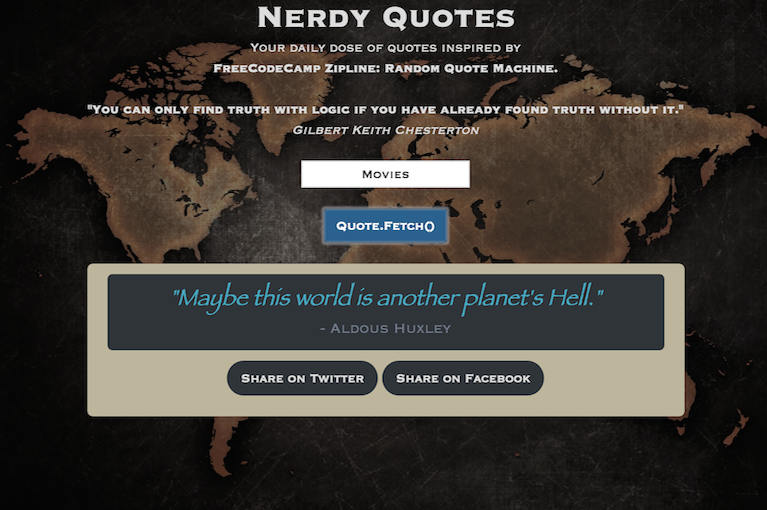 Nerdy Quotes
Your daily dose of quotes inspired by
FreeCodeCamp Zipline: Random Quote Machine.
"You can only find truth with logic if you have already found truth without it."
Gilbert Keith Chesterton
Movies
Quote.Fetch()
"Maybe this world is another planet's Hell."
- Aldous Huxley
Share on Twitter Share on Facebook